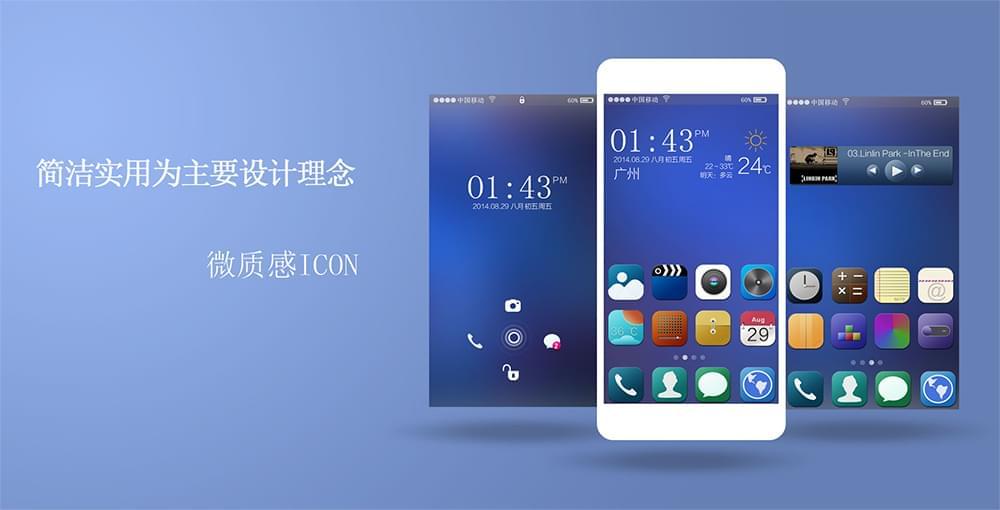 简洁实用为主要设计理念
微质感ICON
中国移动 60%
01:43PM
2014.08.29 八月初五周五
2
中国移动 60%
01:43PM
2014.08.29 八月初五周五
广州
晴
22~33℃
明天: 多云
24℃
36 C
Aug
29
中国移动 60%
03.Linlin Park -InThe End
LINKIN PARK
@